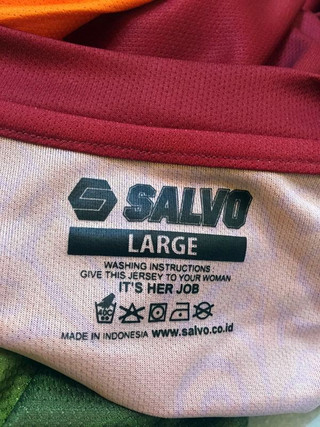 SALVO
LARGE
WASHING INSTRUCTIONS :
GIVE THIS JERSEY TO YOUR WOMAN
IT'S HER JOB
40C
MADE IN INDONESIA www.salvo.co.id